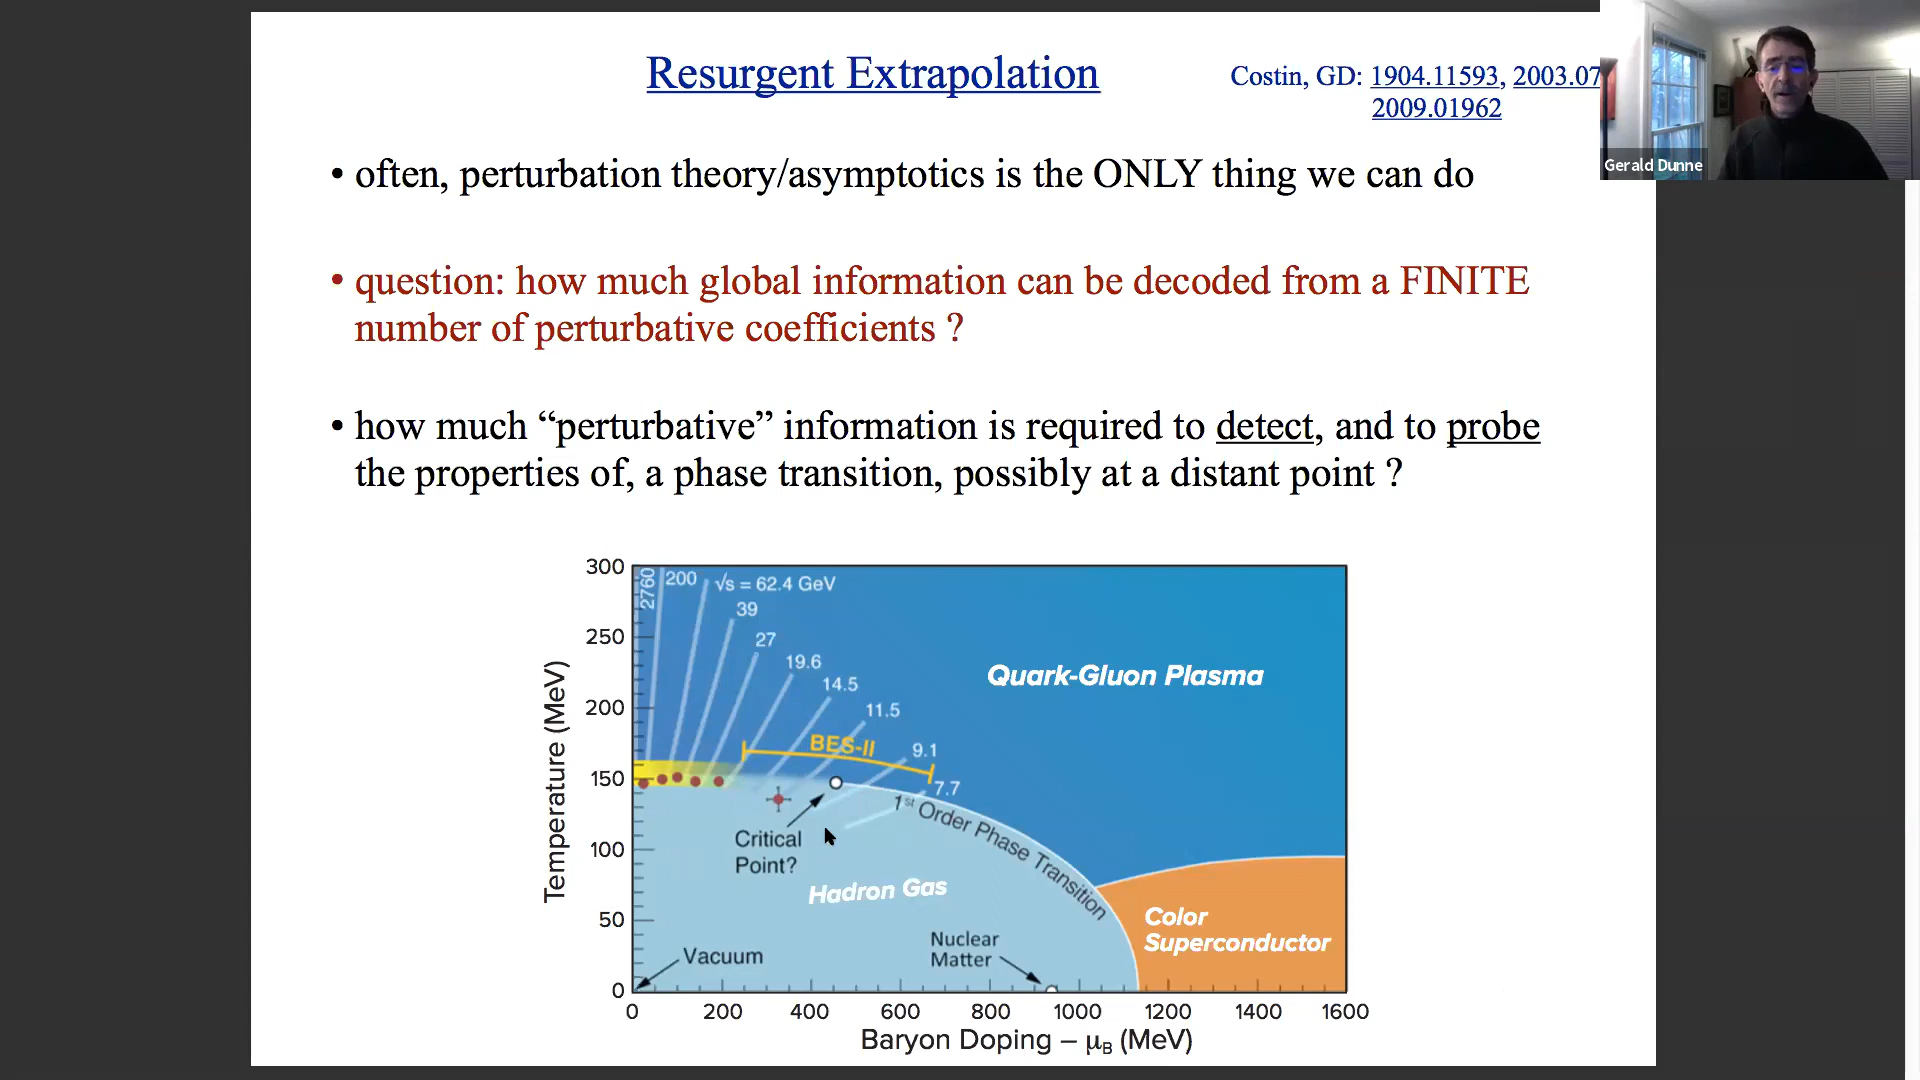 Resurgent Extrapolation
Costin, GD: 1904.11593, 2003.07
2009.01962
Gerald Dunne
• often, perturbation theory/asymptotics is the ONLY thing we can do
• question: how much global information can be decoded from a FINITE
number of perturbative coefficients ?
• how much “perturbative” information is required to detect, and to probe
the properties of, a phase transition, possibly at a distant point ?
300
250
200
150
100
50
0
Temperature (MeV)
2760
200
√s = 62.4 GeV
39
27
19.6
14.5
11.5
9.1
7.7
BES-II
Quark-Gluon Plasma
1st Order Phase Transition
Critical
Point?
Hadron Gas
Color
Superconductor
Nuclear
Matter
Vacuum
0 200 400 600 800 1000 1200 1400 1600
Baryon Doping – μB (MeV)